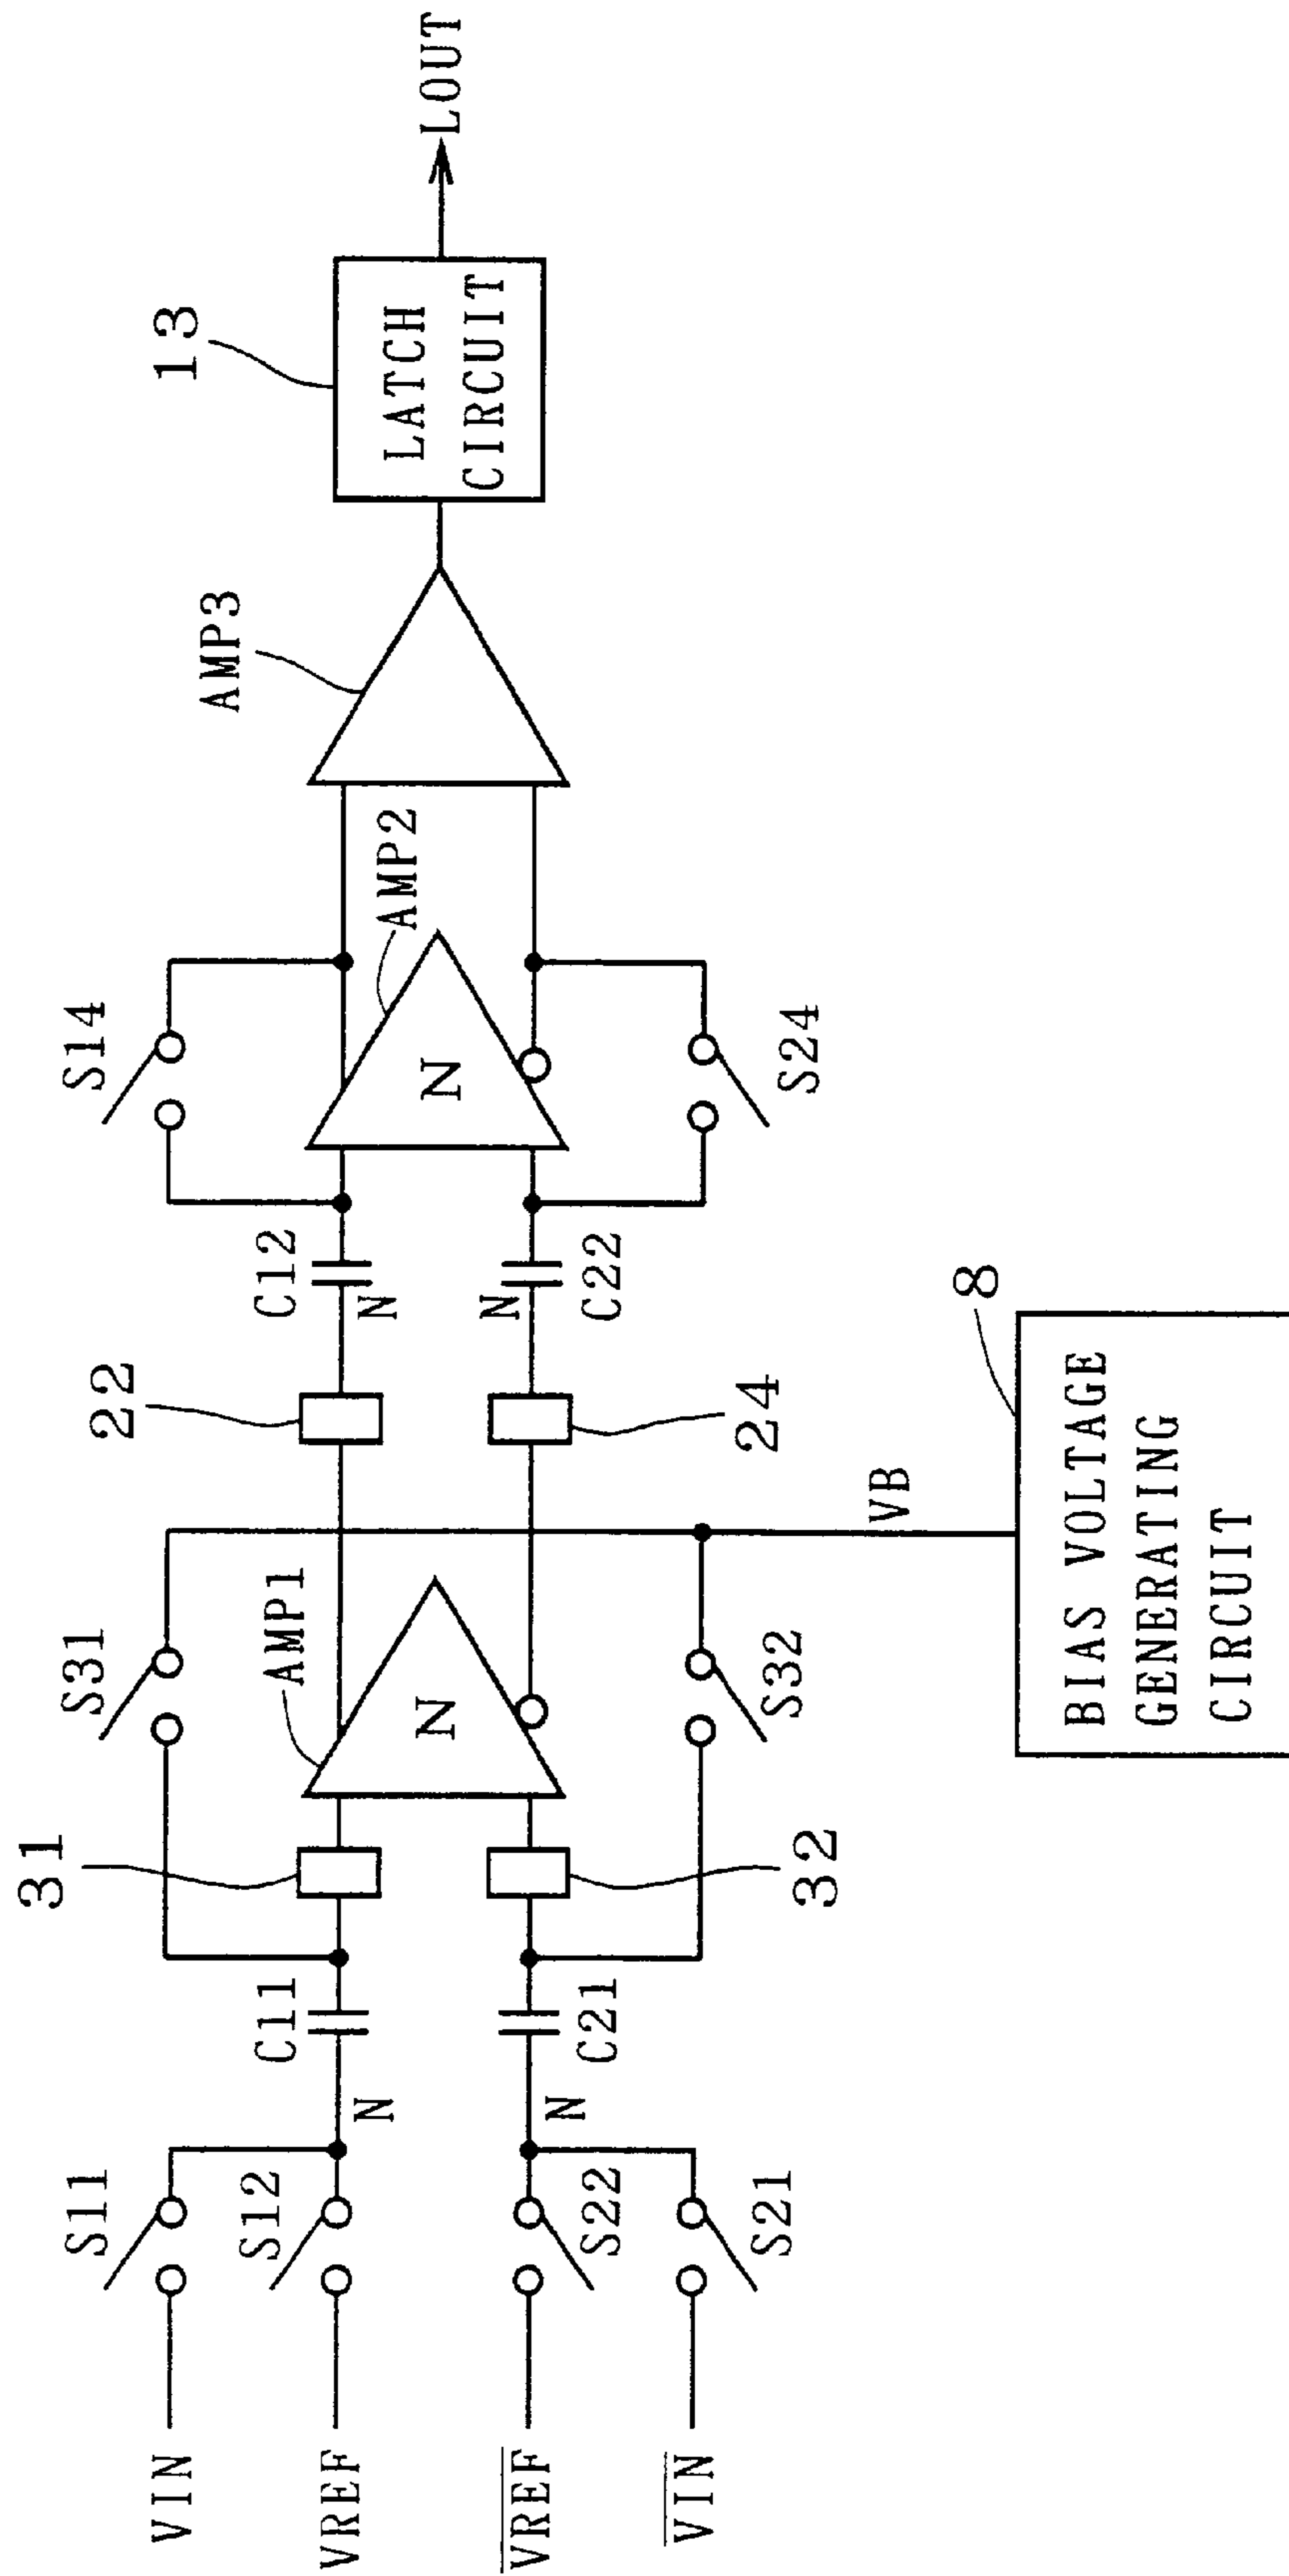 VIN
VREF
VREF
VIN
S11
S12
S22
S21
N
N
C11
C21
31
32
S31
S32
AMP1
N
VB
8
BIAS VOLTAGE
GENERATING
CIRCUIT
22
24
C12
N
N
C22
S14
S24
AMP2
N
AMP3
13
LATCH
CIRCUIT
LOUT